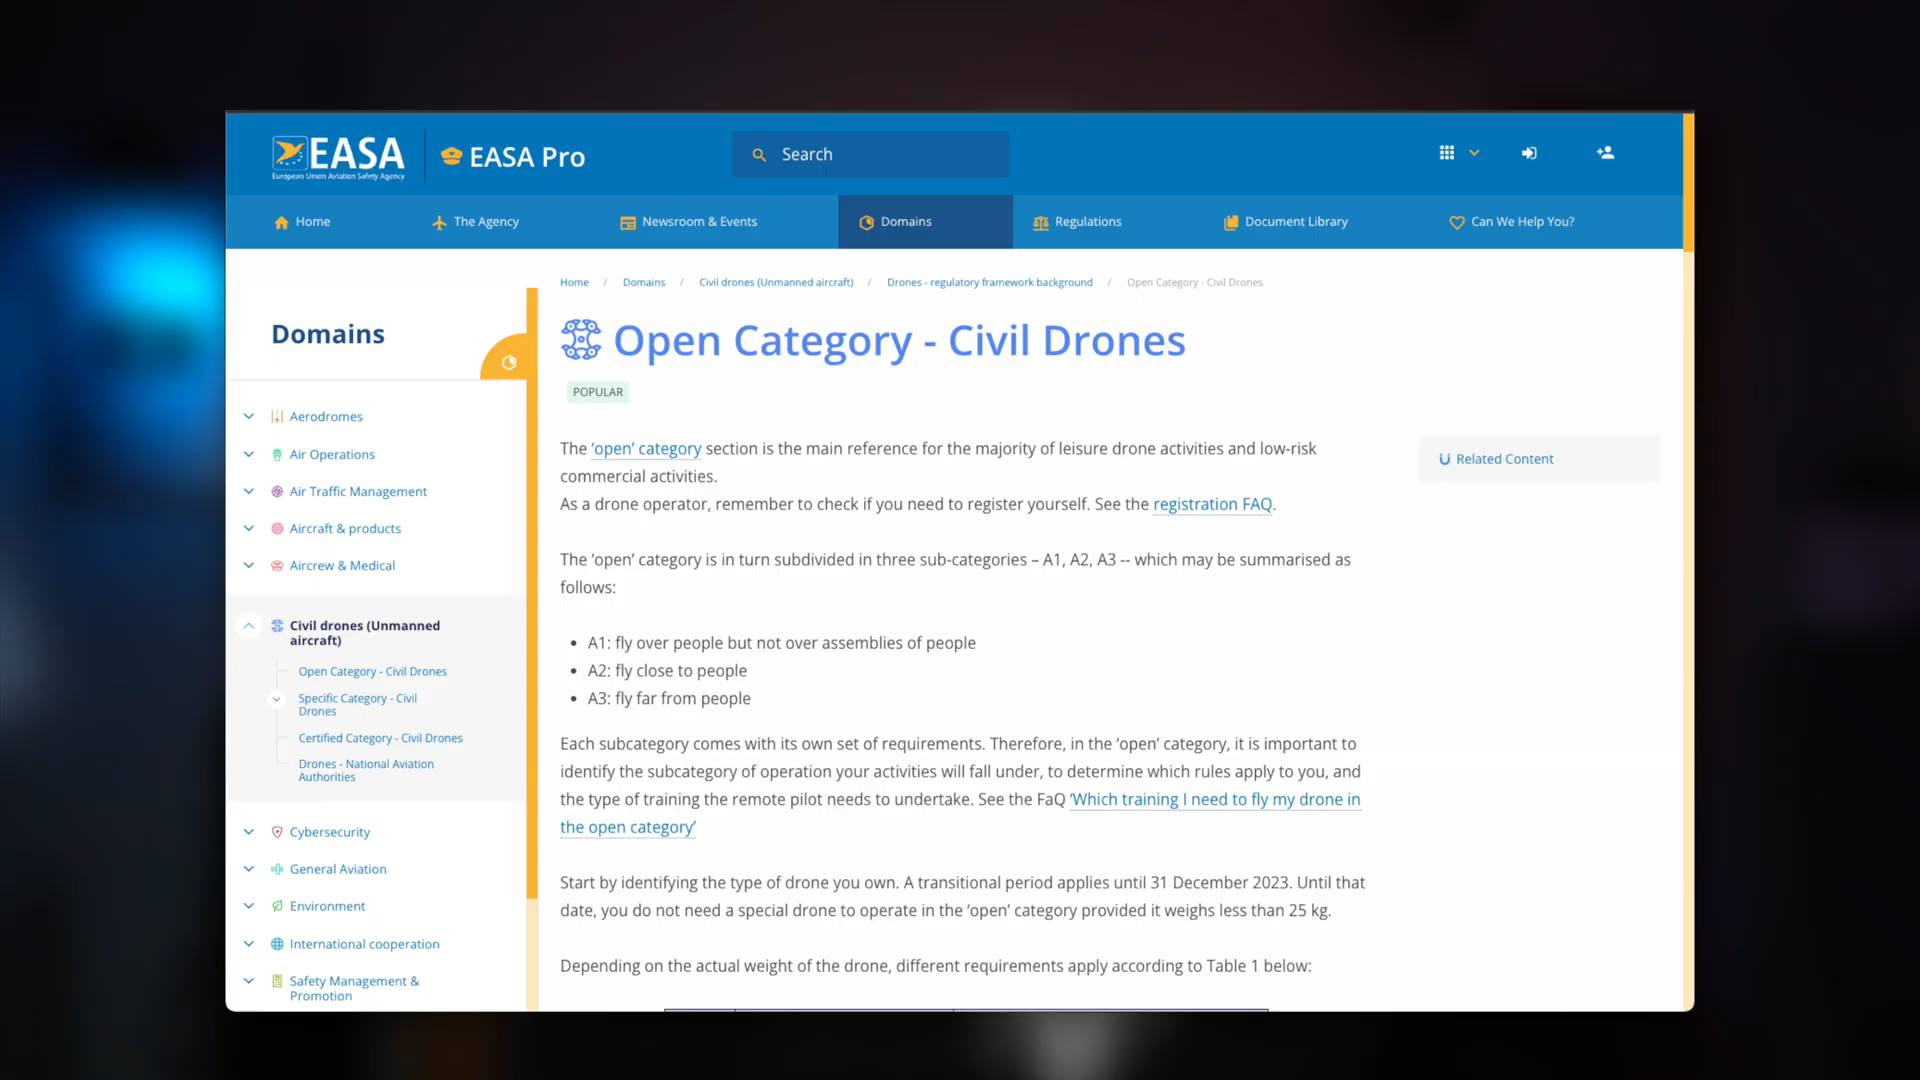 EASA
European Union Aviation Safety Agency
EASA Pro
Search
Home
The Agency
Newsroom & Events
Domains
Regulations
Document Library
Can We Help You?
Home / Domains / Civil drones (Unmanned aircraft) / Drones - regulatory framework background / Open Category - Civil Drones
Domains
Aerodromes
Air Operations
Air Traffic Management
Aircraft & products
Aircrew & Medical
Civil drones (Unmanned
aircraft)
Open Category - Civil Drones
Specific Category - Civil
Drones
Certified Category - Civil Drones
Drones - National Aviation
Authorities
Cybersecurity
General Aviation
Environment
International cooperation
Safety Management &
Promotion
Open Category - Civil Drones
POPULAR
The ‘open’ category section is the main reference for the majority of leisure drone activities and low-risk
commercial activities.
As a drone operator, remember to check if you need to register yourself. See the registration FAQ.
The ‘open’ category is in turn subdivided in three sub-categories – A1, A2, A3 -- which may be summarised as
follows:
• A1: fly over people but not over assemblies of people
• A2: fly close to people
• A3: fly far from people
Each subcategory comes with its own set of requirements. Therefore, in the ‘open’ category, it is important to
identify the subcategory of operation your activities will fall under, to determine which rules apply to you, and
the type of training the remote pilot needs to undertake. See the FaQ ‘Which training I need to fly my drone in
the open category’
Start by identifying the type of drone you own. A transitional period applies until 31 December 2023. Until that
date, you do not need a special drone to operate in the ‘open’ category provided it weighs less than 25 kg.
Depending on the actual weight of the drone, different requirements apply according to Table 1 below:
Related Content